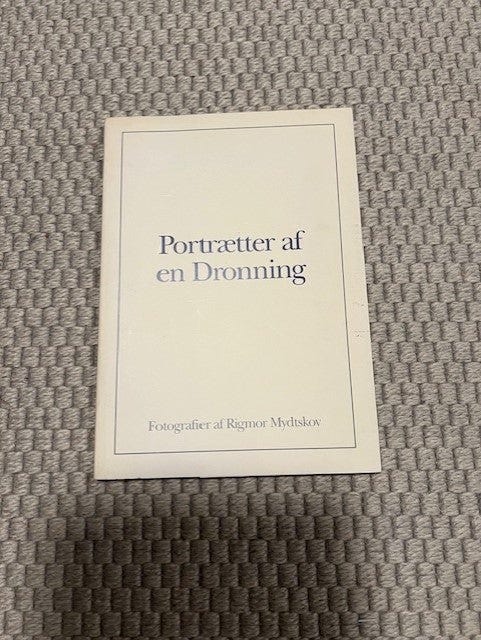 Portrætter af
en Dronning
Fotografier af Rigmor Mydtskov